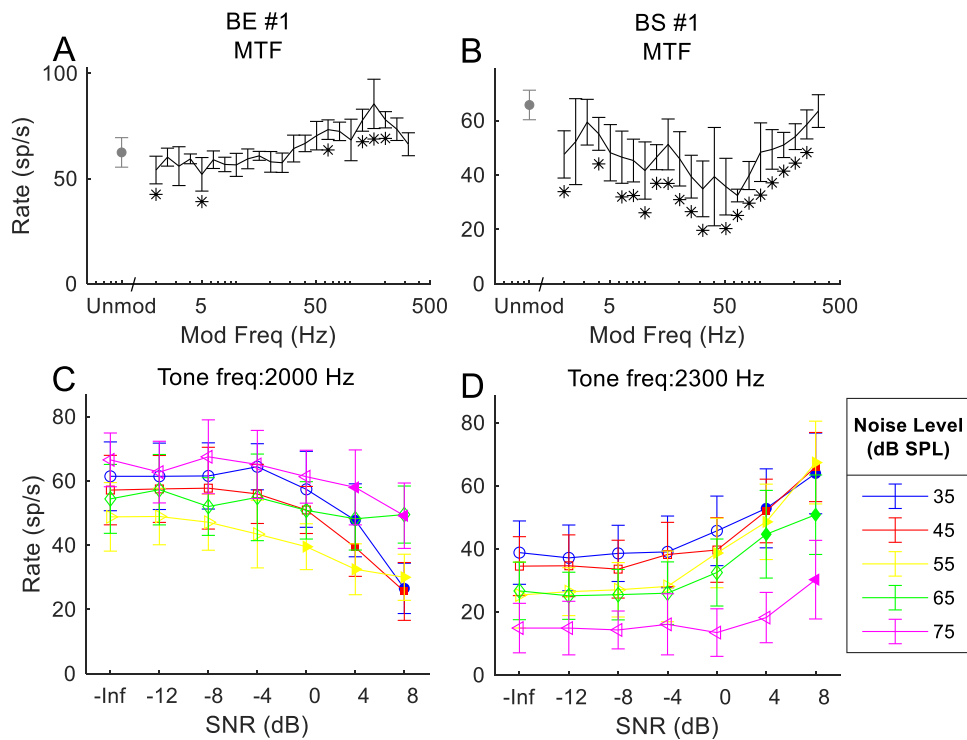 BE #1
MTF
BS #1
MTF
A
B
100
50
0
Rate (sp/s)
Unmod
5
50
500
Mod Freq (Hz)
60
40
20
0
Unmod
5
50
500
Mod Freq (Hz)
C
Tone freq:2000 Hz
80
60
40
20
0
Rate (sp/s)
-Inf
-12
-8
-4
0
4
8
SNR (dB)
D
Tone freq:2300 Hz
80
60
40
20
0
-Inf
-12
-8
-4
0
4
8
SNR (dB)
Noise Level
(dB SPL)
35
45
55
65
75